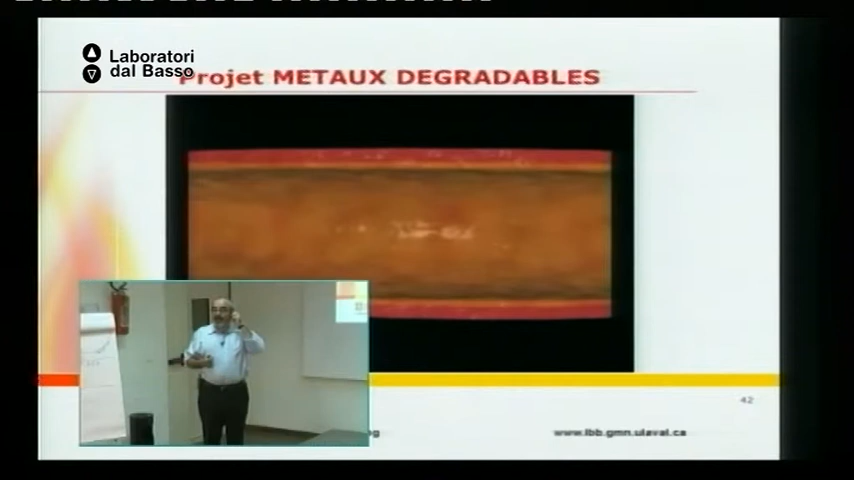 Laboratori
dal Basso
Projet METAUX DEGRADABLES
42
www.lbb.gmn.ulaval.ca